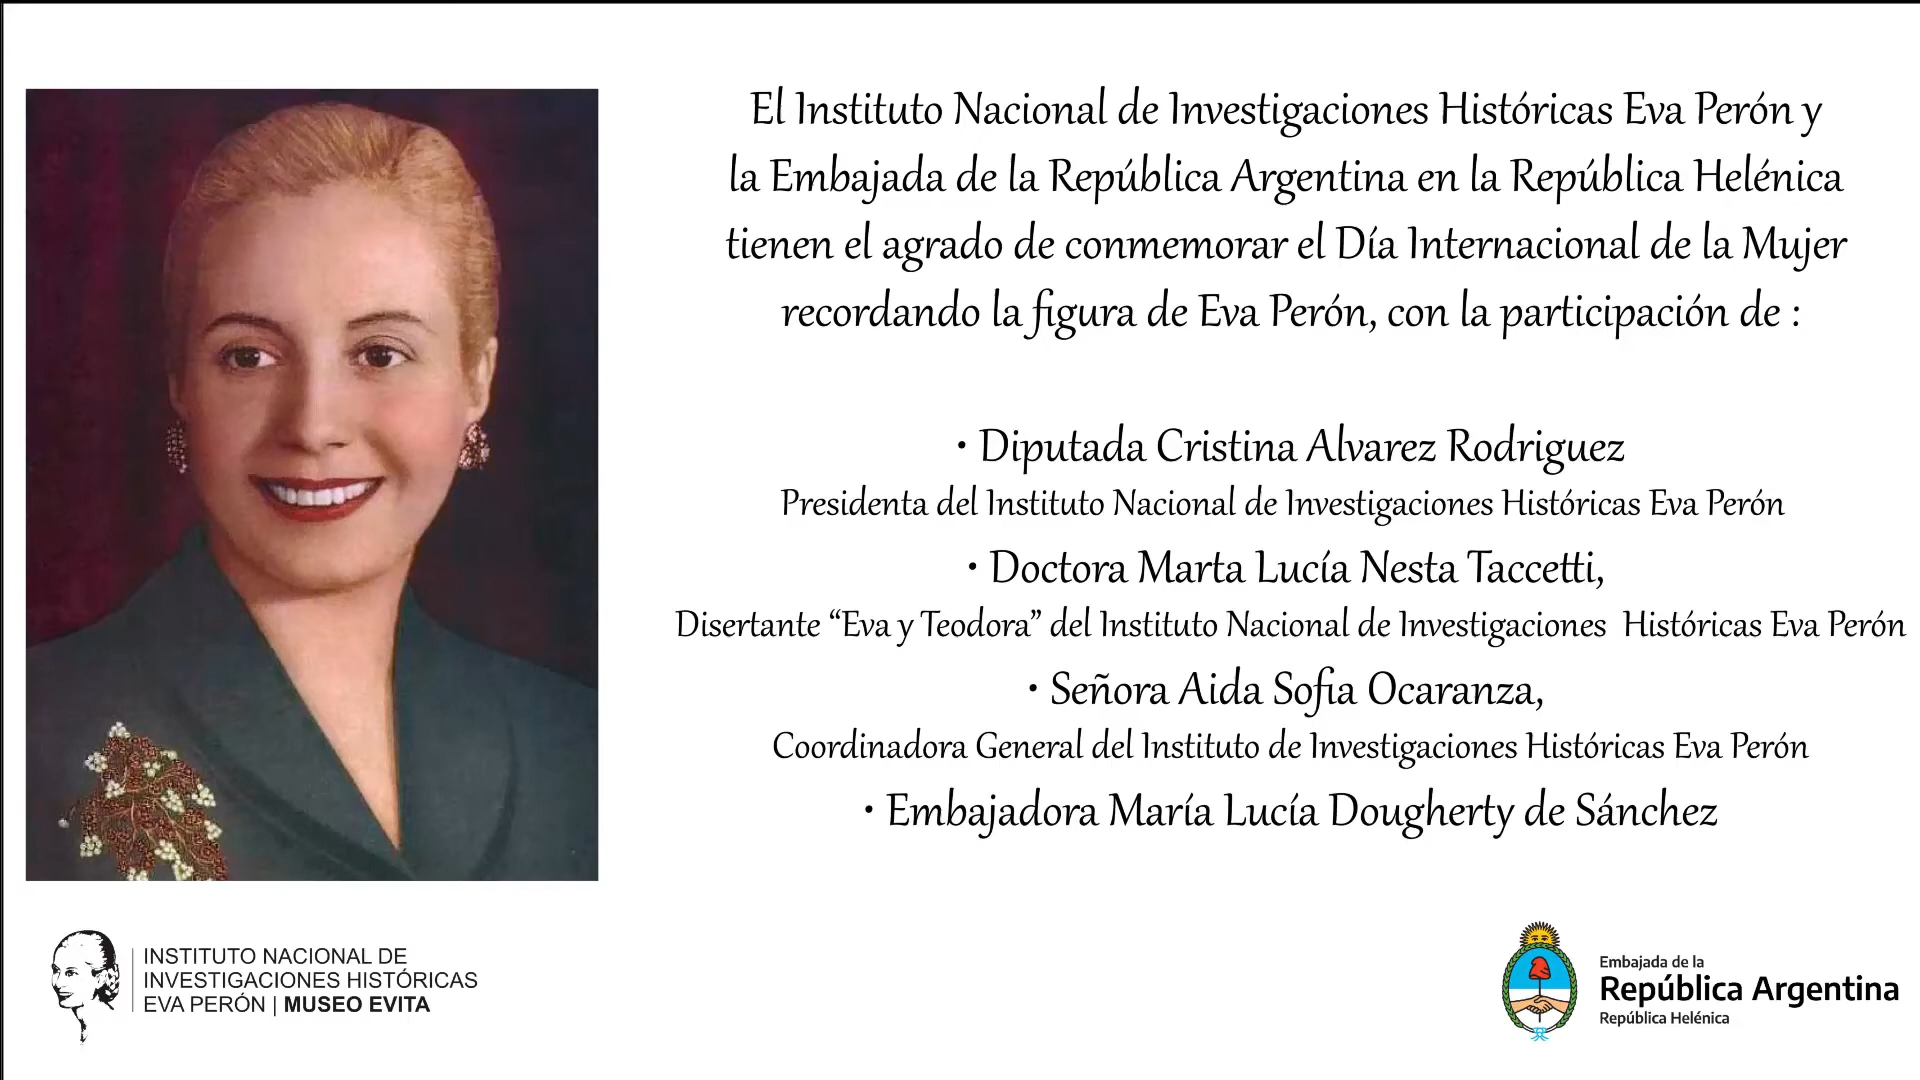 El Instituto Nacional de Investigaciones Históricas Eva Perón y
la Embajada de la República Argentina en la República Helénica
tienen el agrado de conmemorar el Día Internacional de la Mujer
recordando la figura de Eva Perón, con la participación de :
• Diputada Cristina Alvarez Rodriguez
Presidenta del Instituto Nacional de Investigaciones Históricas Eva Perón
• Doctora Marta Lucía Nesta Taccetti,
Disertante “Eva y Teodora” del Instituto Nacional de Investigaciones Históricas Eva Perón
• Señora Aida Sofia Ocaranza,
Coordinadora General del Instituto de Investigaciones Históricas Eva Perón
• Embajadora María Lucía Dougherty de Sánchez
INSTITUTO NACIONAL DE
INVESTIGACIONES HISTÓRICAS
EVA PERÓN | MUSEO EVITA
Embajada de la
República Argentina
República Helénica